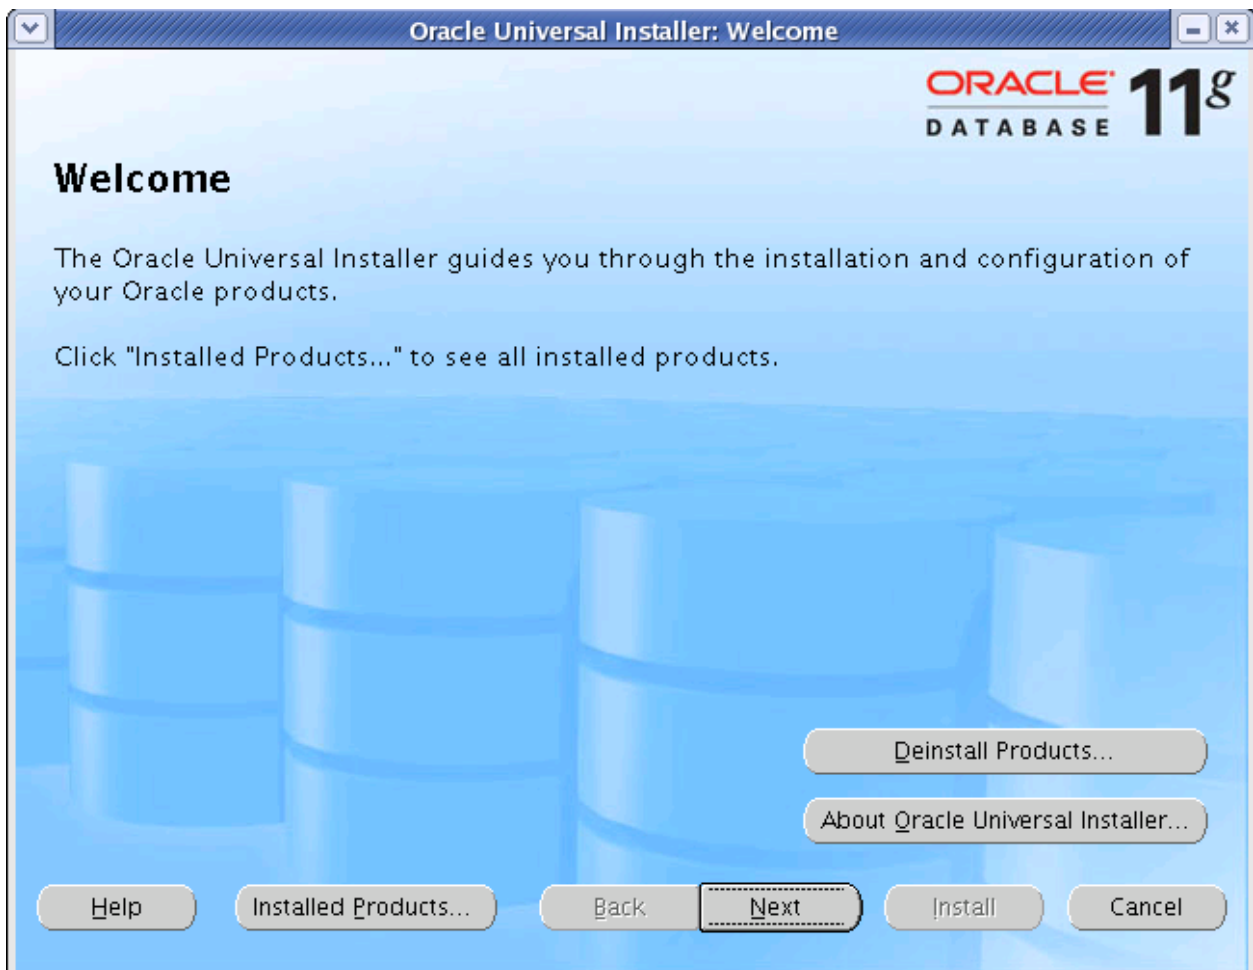 Oracle Universal Installer: Welcome
ORACLE DATABASE 11g
Welcome
The Oracle Universal Installer guides you through the installation and configuration of
your Oracle products.
Click "Installed Products..." to see all installed products.
Deinstall Products...
About Oracle Universal Installer...
Help Installed Products... Back Next Install Cancel